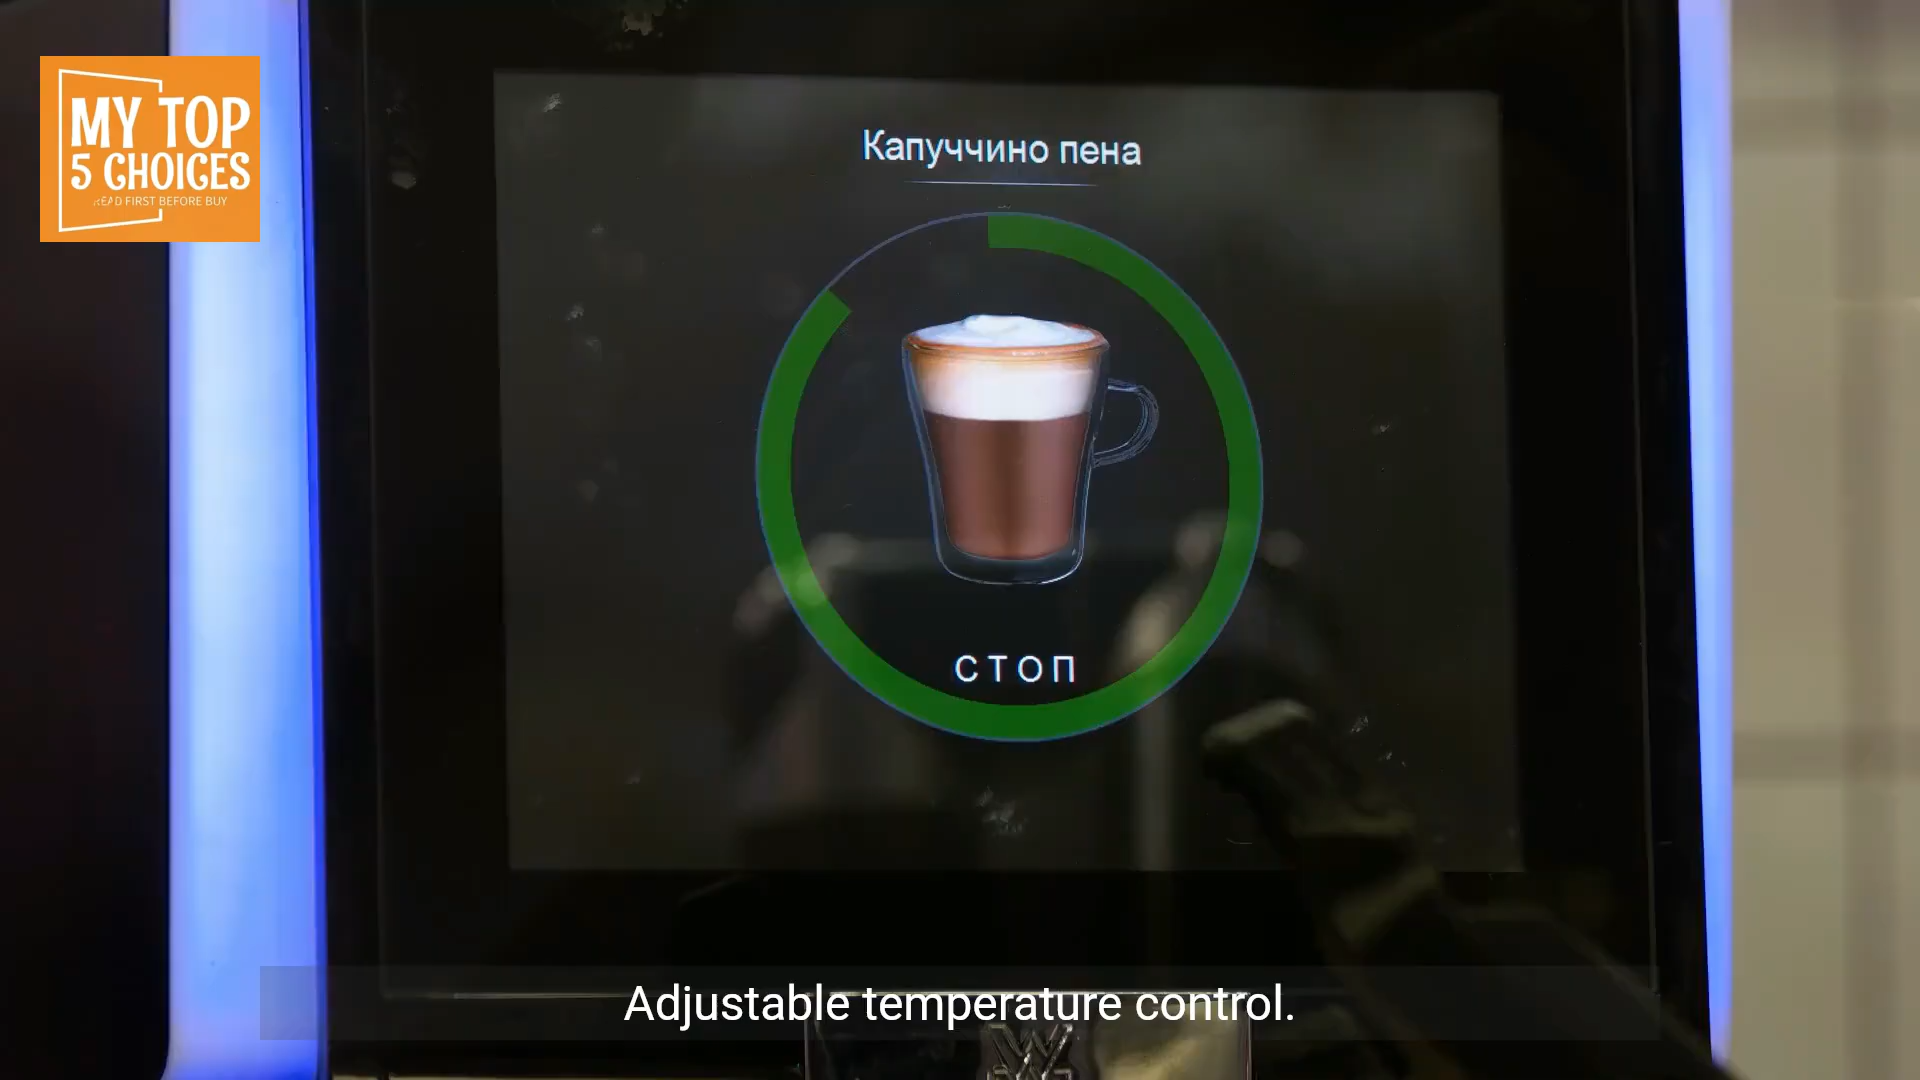 MY TOP
5 CHOICES
READ FIRST BEFORE BUY
Капуччино пена
СТОП
Adjustable temperature control.